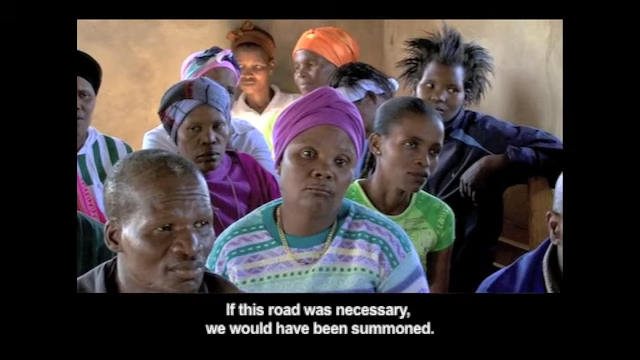 If this road was necessary,
we would have been summoned.